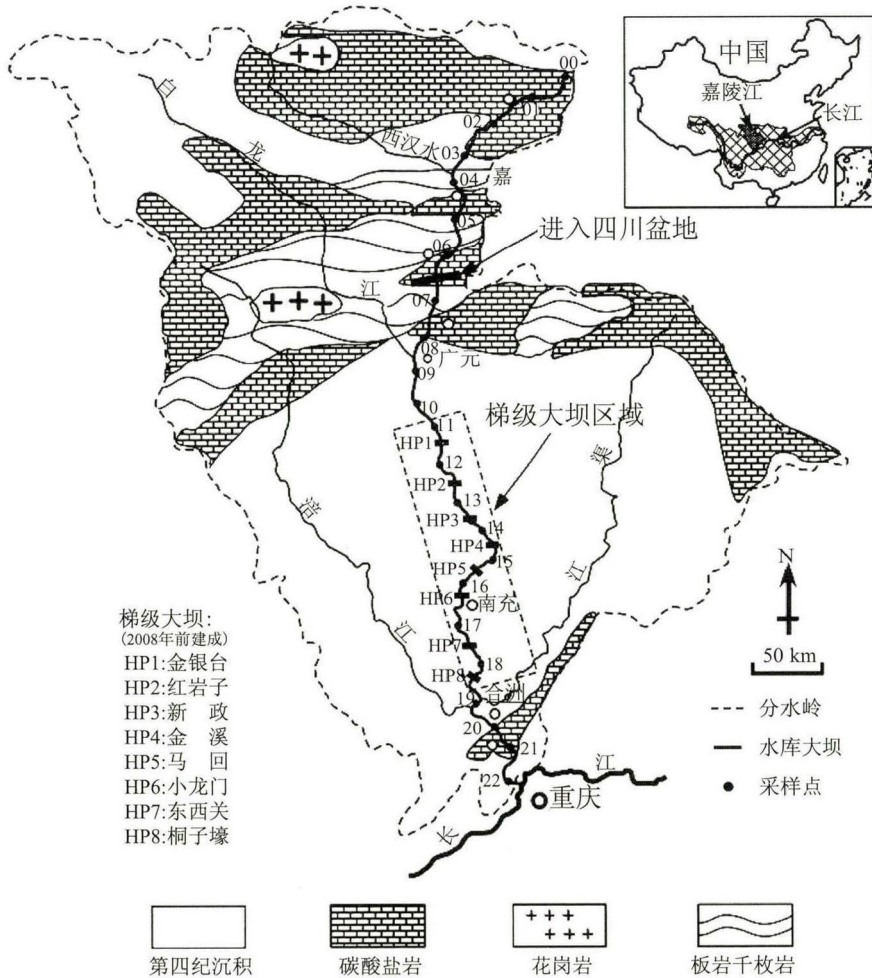 中国
嘉陵江
长江
00
01
02
西汉水
03
04
嘉
05
白
龙
江
进入四川盆地
06
07
08
广元
09
10
梯级大坝区域
11
HP1
12
HP2
13
HP3
14
HP4
15
HP5
16
HP6
南充
17
HP7
18
HP8
19
合洲
20
21
22
涪
江
渠
江
长
江
重庆
N
50 km
梯级大坝:
(2008年前建成)
HP1:金银台
HP2:红岩子
HP3:新 政
HP4:金 溪
HP5:马 回
HP6:小龙门
HP7:东西关
HP8:桐子壕
分水岭
水库大坝
采样点
第四纪沉积
碳酸盐岩
花岗岩
板岩千枚岩